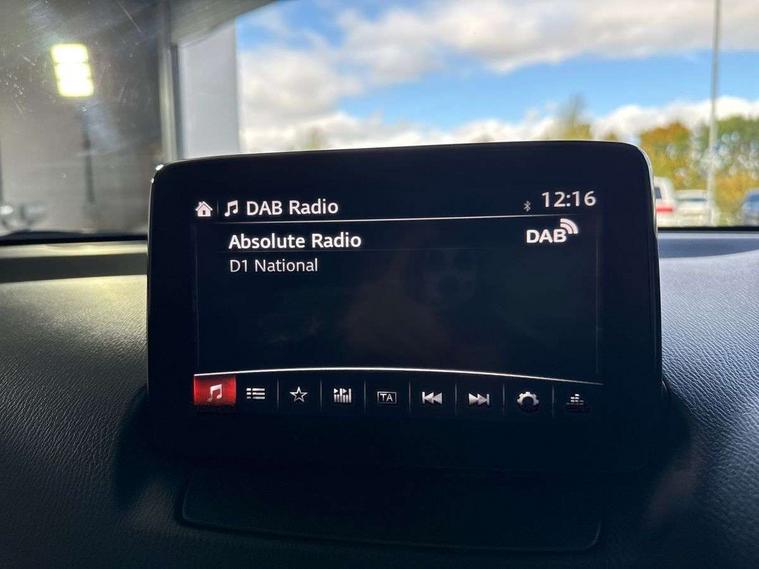 DAB Radio
12:16
Absolute Radio
DAB
D1 National
TA